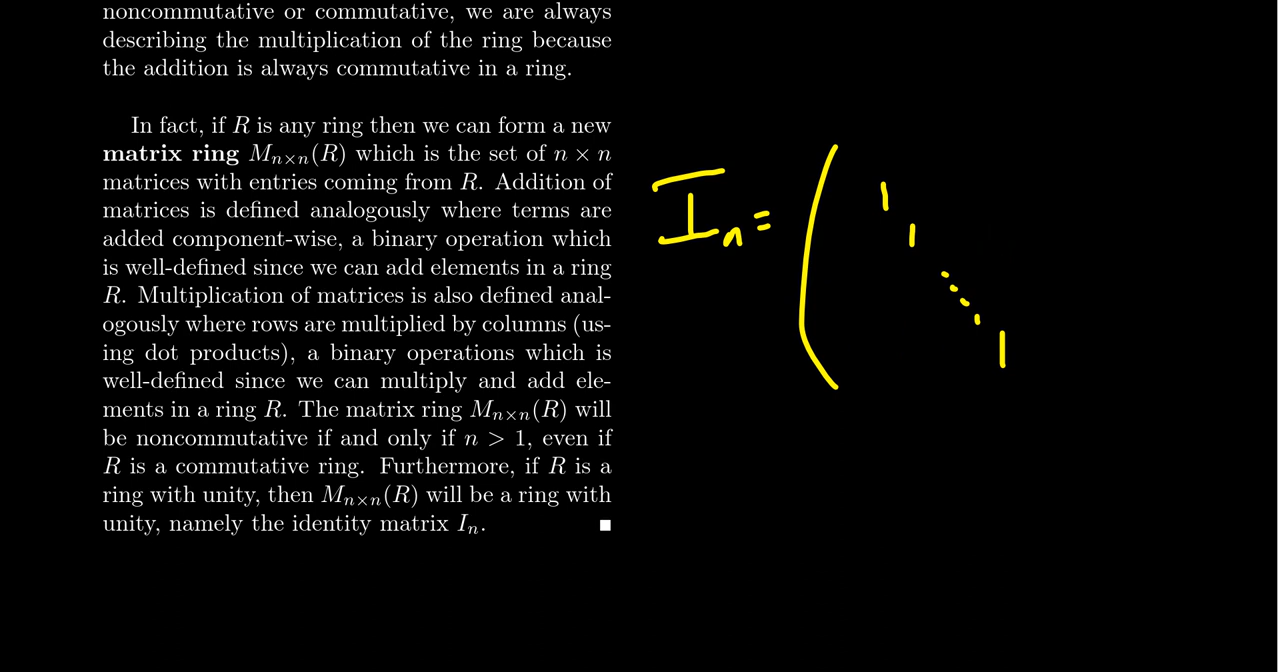 noncommutative or commutative, we are always
describing the multiplication of the ring because
the addition is always commutative in a ring.
In fact, if R is any ring then we can form a new
matrix ring Mₙ×ₙ(R) which is the set of n × n
matrices with entries coming from R. Addition of
matrices is defined analogously where terms are
added component-wise, a binary operation which
is well-defined since we can add elements in a ring
R. Multiplication of matrices is also defined anal-
ogously where rows are multiplied by columns (us-
ing dot products), a binary operations which is
well-defined since we can multiply and add ele-
ments in a ring R. The matrix ring Mₙ×ₙ(R) will
be noncommutative if and only if n > 1, even if
R is a commutative ring. Furthermore, if R is a
ring with unity, then Mₙ×ₙ(R) will be a ring with
unity, namely the identity matrix Iₙ. ■
Iₙ = ( 1
1
⋱
1